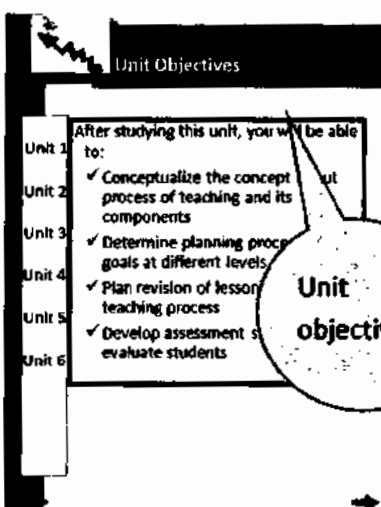 Unit Objectives
After studying this unit, you will be able
to:
✓ Conceptualize the concept
process of teaching and its
components
✓ Determine planning
goals at different levels
✓ Plan revision of lesson
teaching process
✓ Develop assessment
evaluate students
Unit 1
Unit 2
Unit 3
Unit 4
Unit 5
Unit 6
Unit